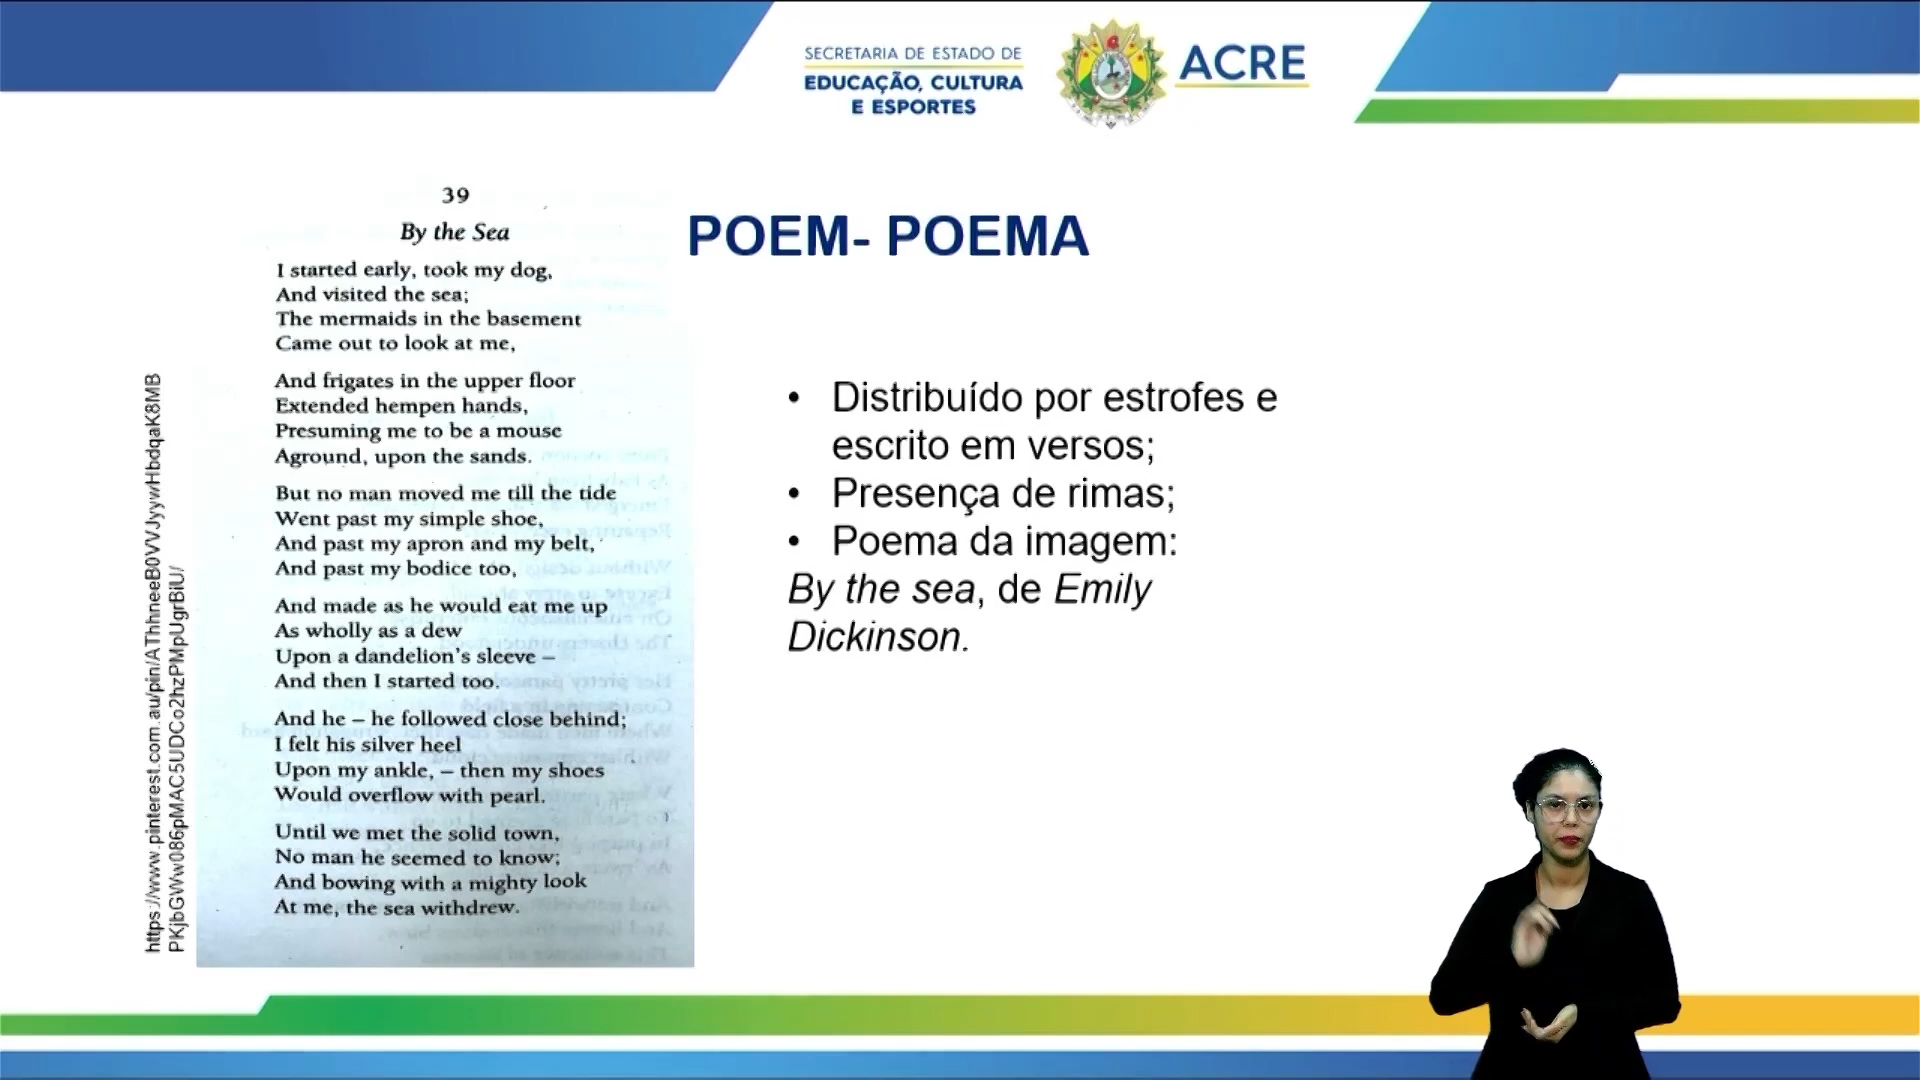 SECRETARIA DE ESTADO DE
EDUCAÇÃO, CULTURA
E ESPORTES
ACRE
39
By the Sea
I started early, took my dog,
And visited the sea;
The mermaids in the basement
Came out to look at me,
And frigates in the upper floor
Extended hempen hands,
Presuming me to be a mouse
Aground, upon the sands.
But no man moved me till the tide
Went past my simple shoe,
And past my apron and my belt,
And past my bodice too,
And made as he would eat me up
As wholly as a dew
Upon a dandelion's sleeve –
And then I started too.
And he – he followed close behind;
I felt his silver heel
Upon my ankle, – then my shoes
Would overflow with pearl.
Until we met the solid town,
No man he seemed to know;
And bowing with a mighty look
At me, the sea withdrew.
POEM- POEMA
• Distribuído por estrofes e
escrito em versos;
• Presença de rimas;
• Poema da imagem:
By the sea, de Emily
Dickinson.